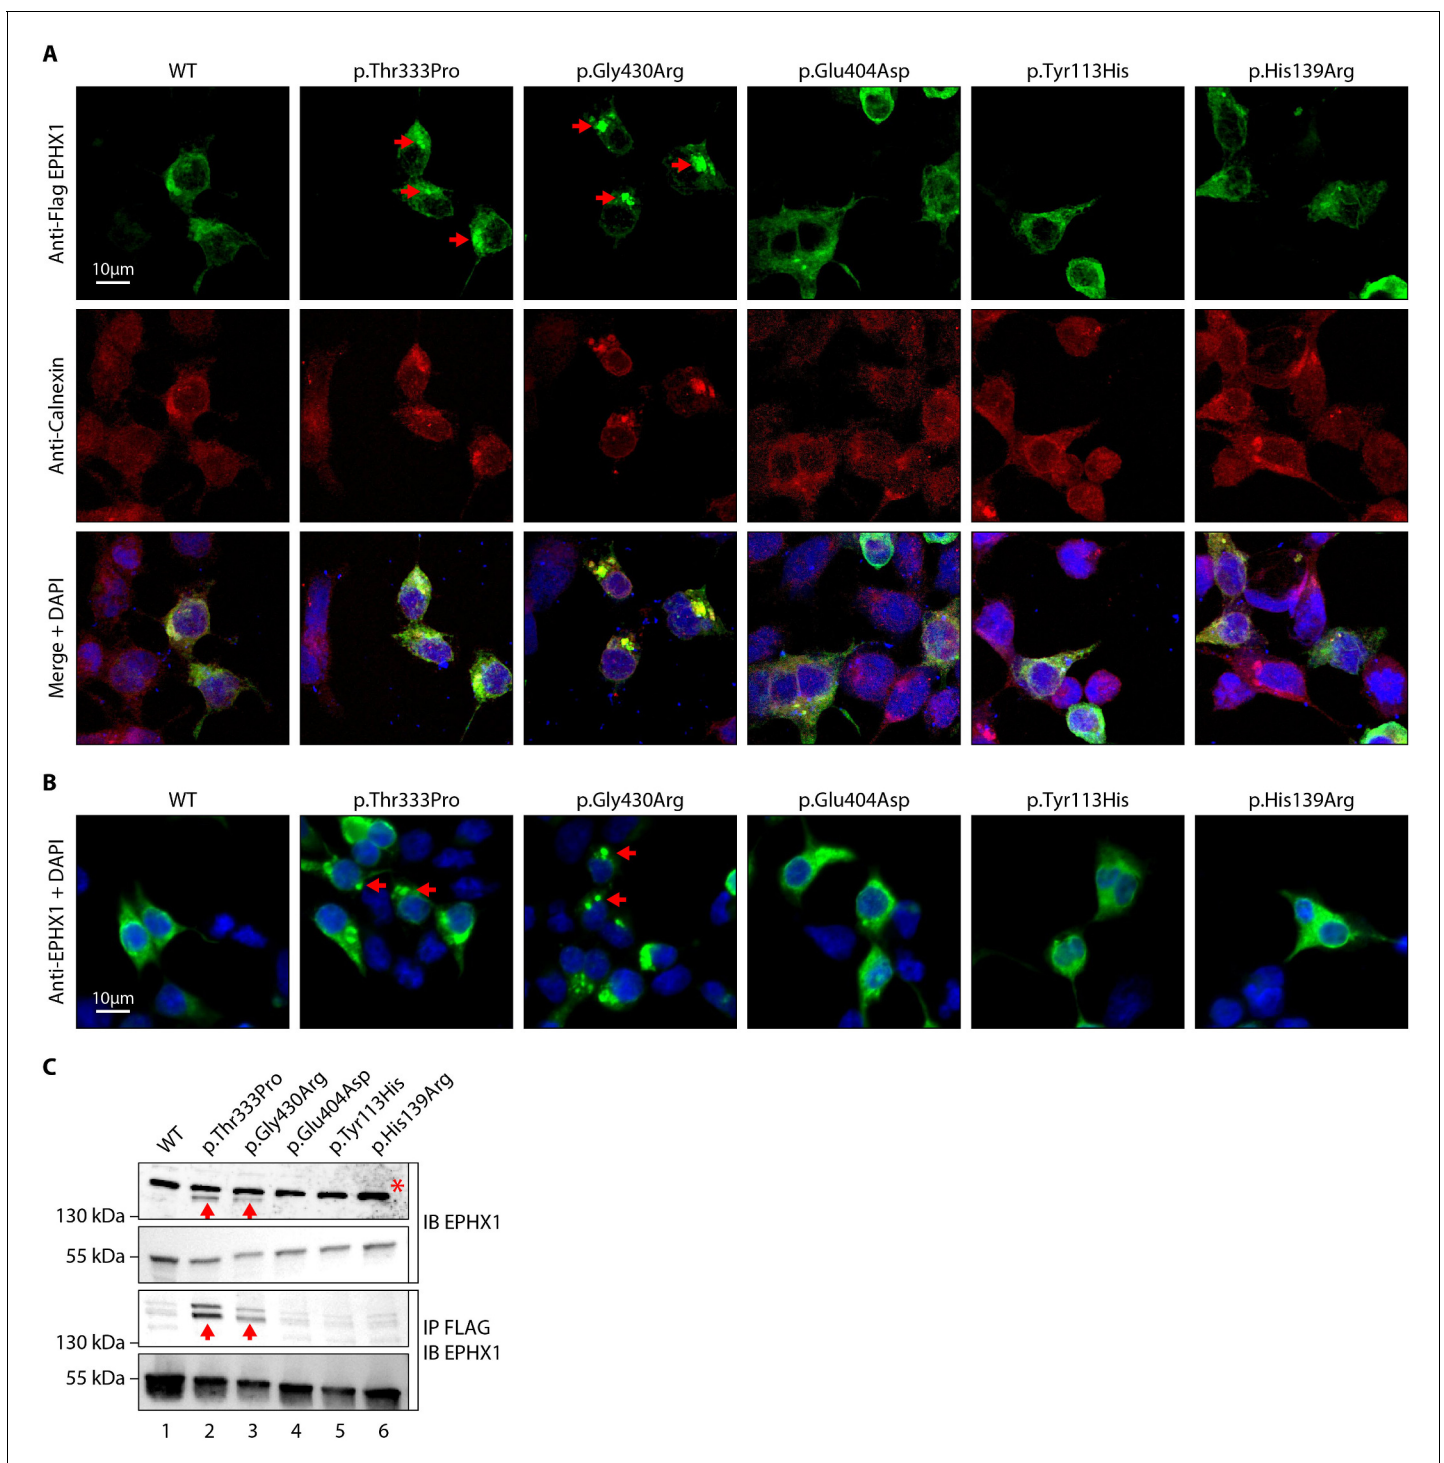 A
WT p.Thr333Pro p.Gly430Arg p.Glu404Asp p.Tyr113His p.His139Arg
Anti-Flag EPHX1
10µm
Anti-Calnexin
Merge + DAPI
B
WT p.Thr333Pro p.Gly430Arg p.Glu404Asp p.Tyr113His p.His139Arg
Anti-EPHX1 + DAPI
10µm
C
WT p.Thr333Pro p.Gly430Arg p.Glu404Asp p.Tyr113His p.His139Arg
*
130 kDa
IB EPHX1
55 kDa
IP FLAG
130 kDa
IB EPHX1
55 kDa
1 2 3 4 5 6